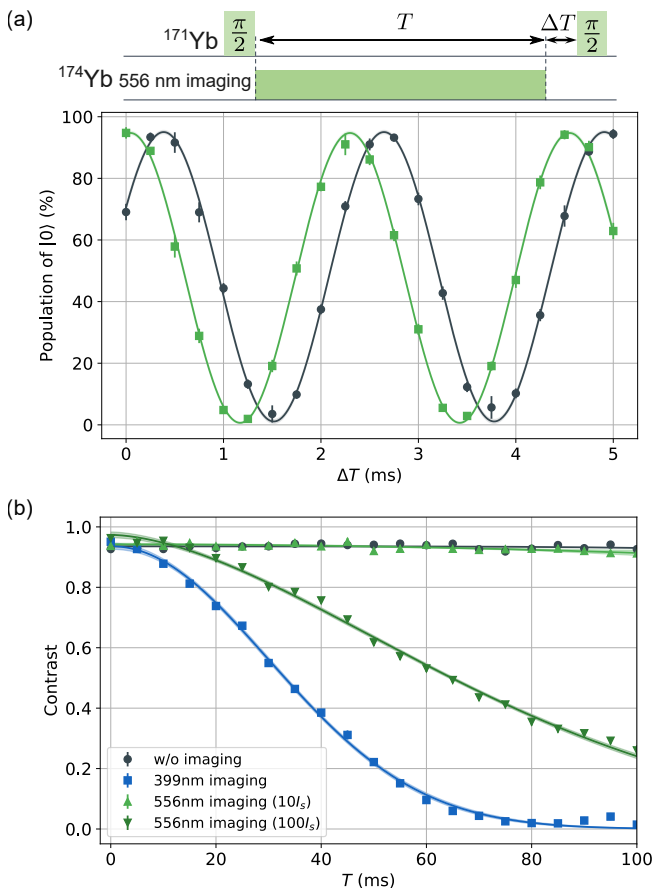 (a)
π/2 T ΔT π/2
¹⁷¹Yb
¹⁷⁴Yb 556 nm imaging
100
80
60
40
20
0
Population of |0⟩ (%)
0 1 2 3 4 5
ΔT (ms)
(b)
1.0
0.8
0.6
0.4
0.2
0.0
Contrast
w/o imaging
399nm imaging
556nm imaging (10Iₛ)
556nm imaging (100Iₛ)
0 20 40 60 80 100
T (ms)